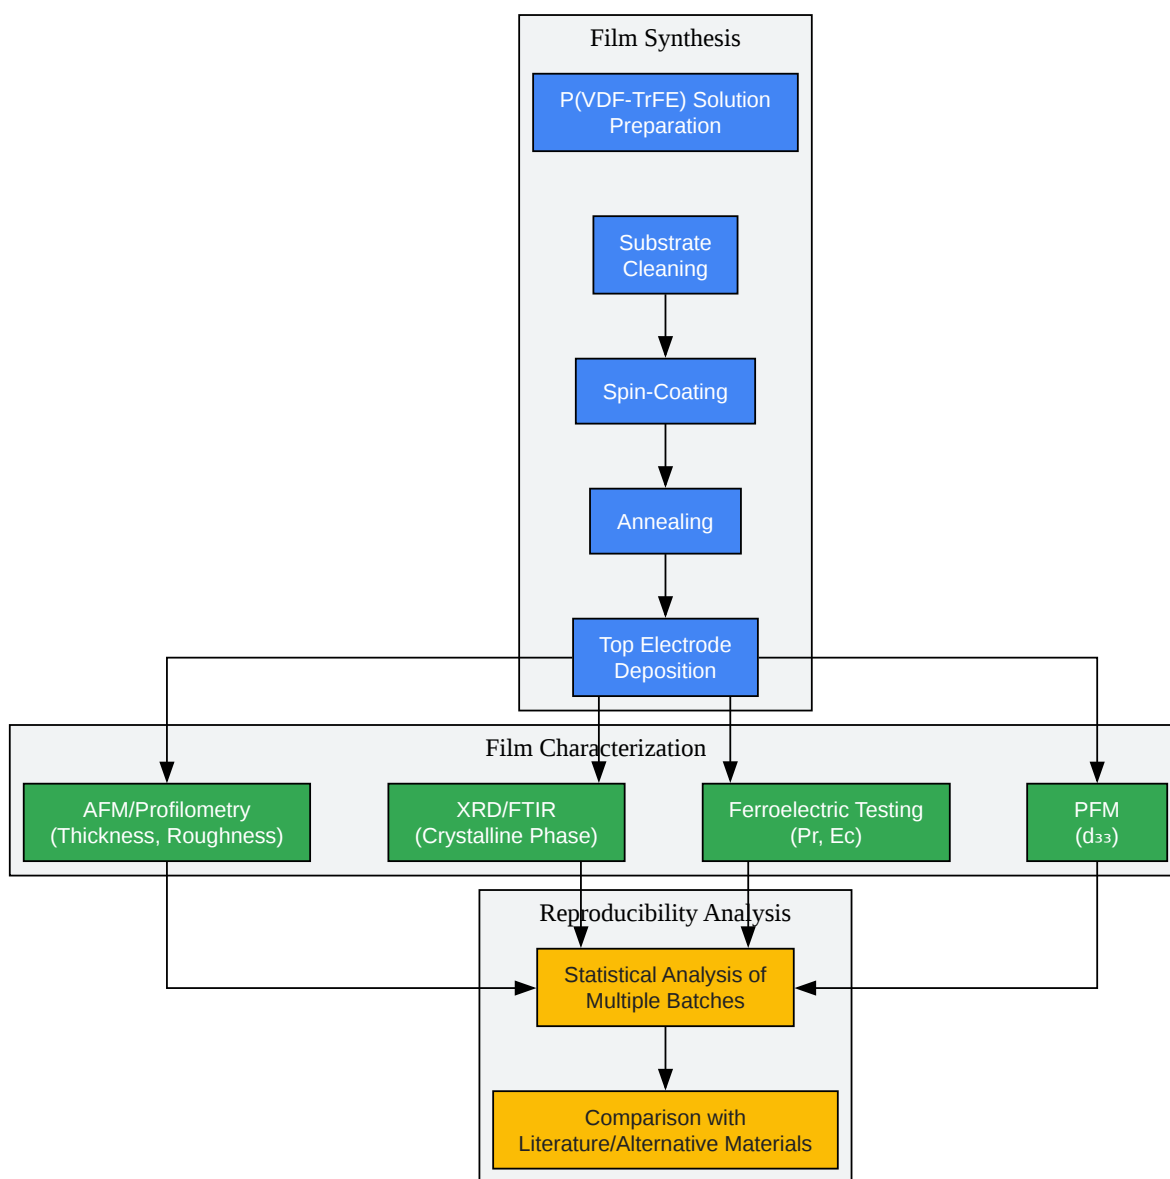 Film Synthesis
P(VDF-TrFE) Solution
Preparation
Substrate
Cleaning
Spin-Coating
Annealing
Top Electrode
Deposition
Film Characterization
AFM/Profilometry
(Thickness, Roughness)
XRD/FTIR
(Crystalline Phase)
Ferroelectric Testing
(Pr, Ec)
PFM
(d₃₃)
Reproducibility Analysis
Statistical Analysis of
Multiple Batches
Comparison with
Literature/Alternative Materials